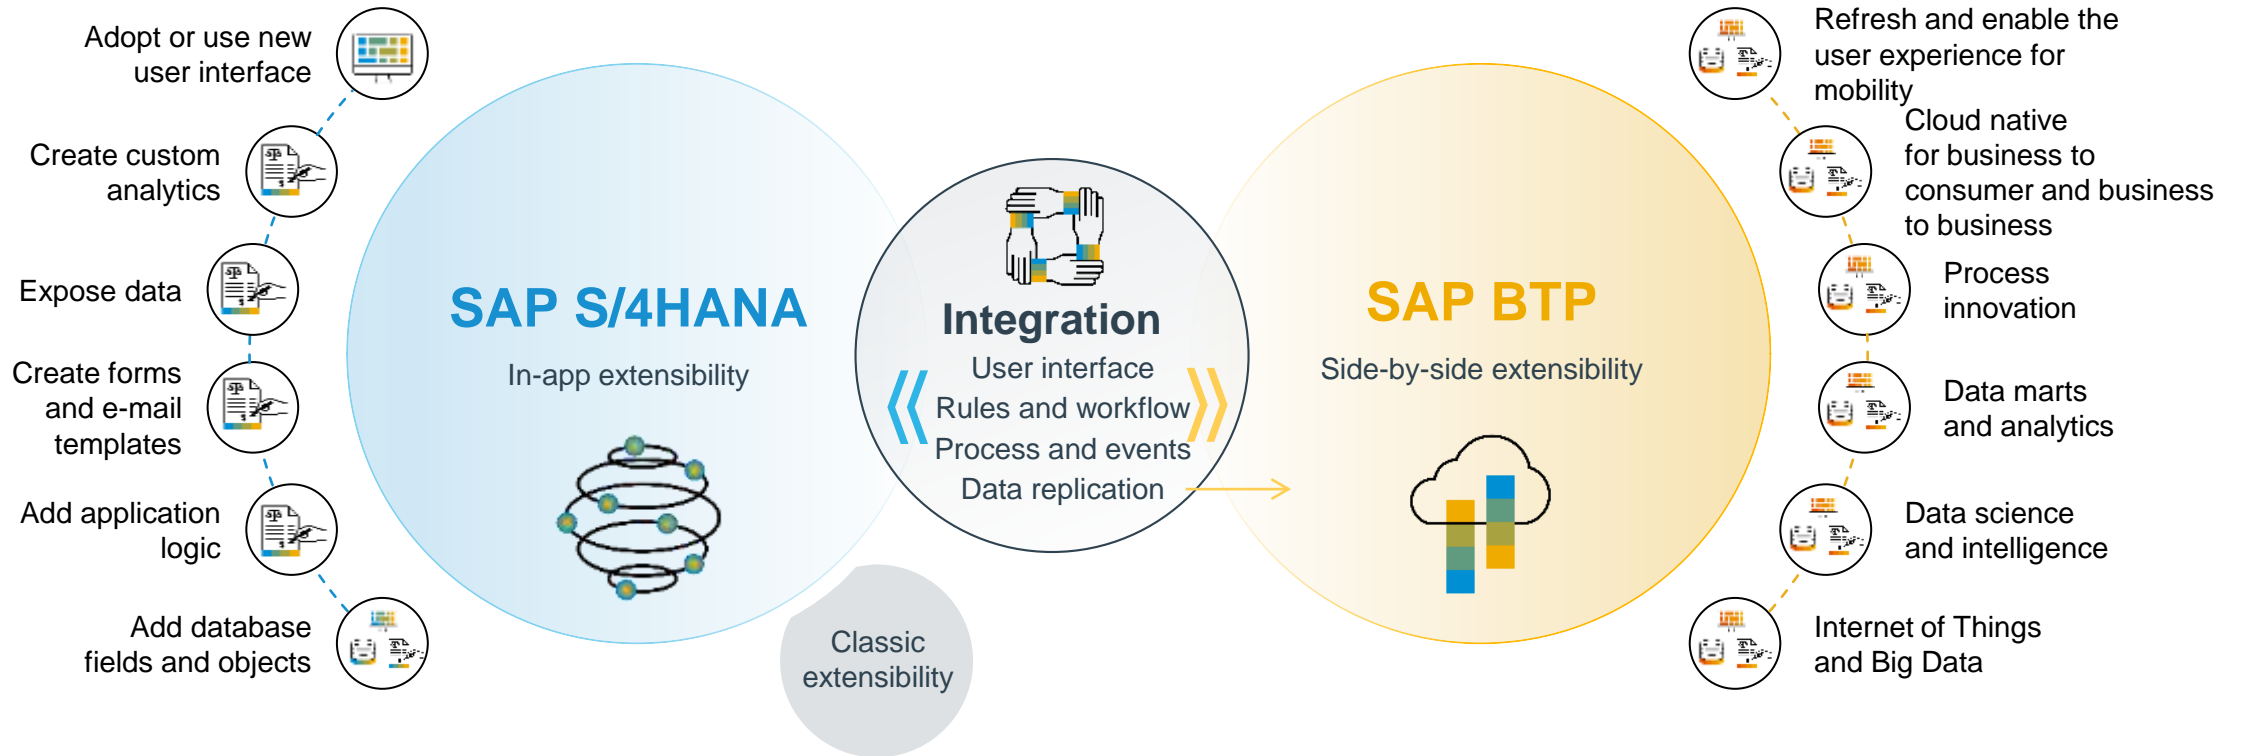 Adopt or use new
user interface
Create custom
analytics
Expose data
Create forms
and e-mail
templates
Add application
logic
Add database
fields and objects
SAP S/4HANA
In-app extensibility
Integration
User interface
Rules and workflow
Process and events
Data replication
Classic
extensibility
SAP BTP
Side-by-side extensibility
Refresh and enable the
user experience for
mobility
Cloud native
for business to
consumer and business
to business
Process
innovation
Data marts
and analytics
Data science
and intelligence
Internet of Things
and Big Data